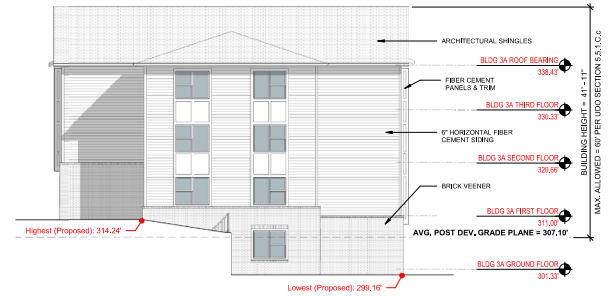 ARCHITECTURAL SHINGLES
BLDG 3A ROOF BEARING
338.43'
FIBER CEMENT
PANELS & TRIM
BLDG 3A THIRD FLOOR
330.33'
6" HORIZONTAL FIBER
CEMENT SIDING
BLDG 3A SECOND FLOOR
320.66'
BRICK VEENER
BLDG 3A FIRST FLOOR
311.00'
Highest (Proposed): 314.24'
AVG. POST DEV. GRADE PLANE = 307.10'
BLDG 3A GROUND FLOOR
301.33'
Lowest (Proposed): 299.16'
BUILDING HEIGHT = 41' - 11"
MAX. ALLOWED = 60' PER UDO SECTION 5.5.1.C.c